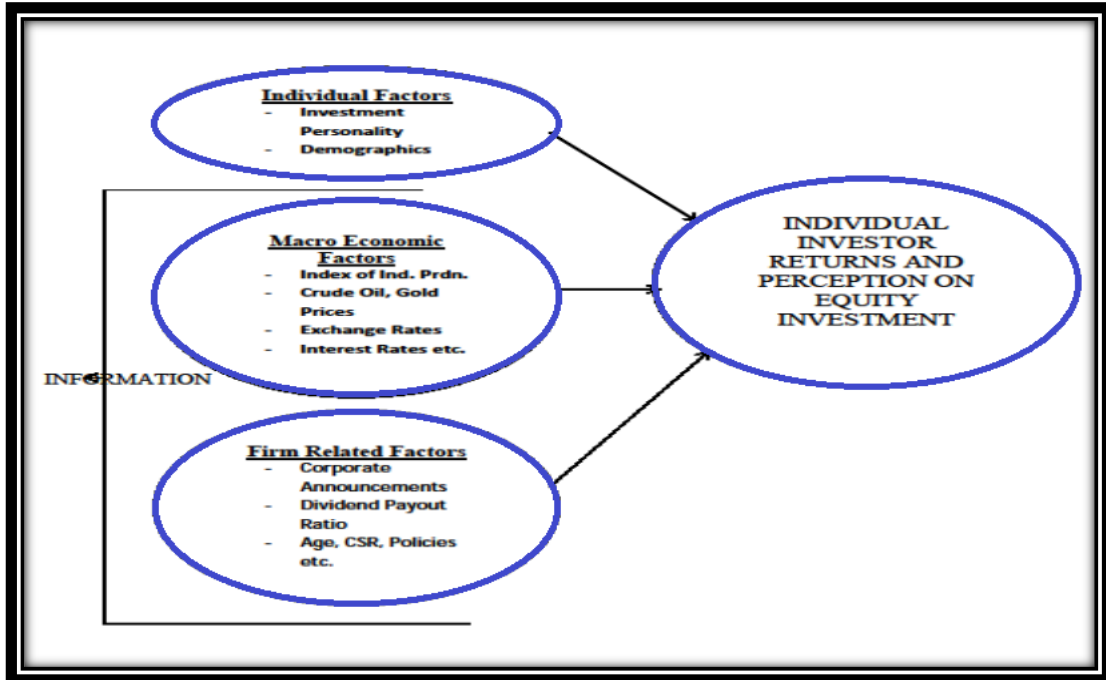 Individual Factors
- Investment
Personality
- Demographics
Macro Economic
Factors
- Index of Ind. Prdn.
- Crude Oil, Gold
Prices
- Exchange Rates
- Interest Rates etc.
INFORMATION
Firm Related Factors
- Corporate
Announcements
- Dividend Payout
Ratio
- Age, CSR, Policies
etc.
INDIVIDUAL
INVESTOR
RETURNS AND
PERCEPTION ON
EQUITY
INVESTMENT